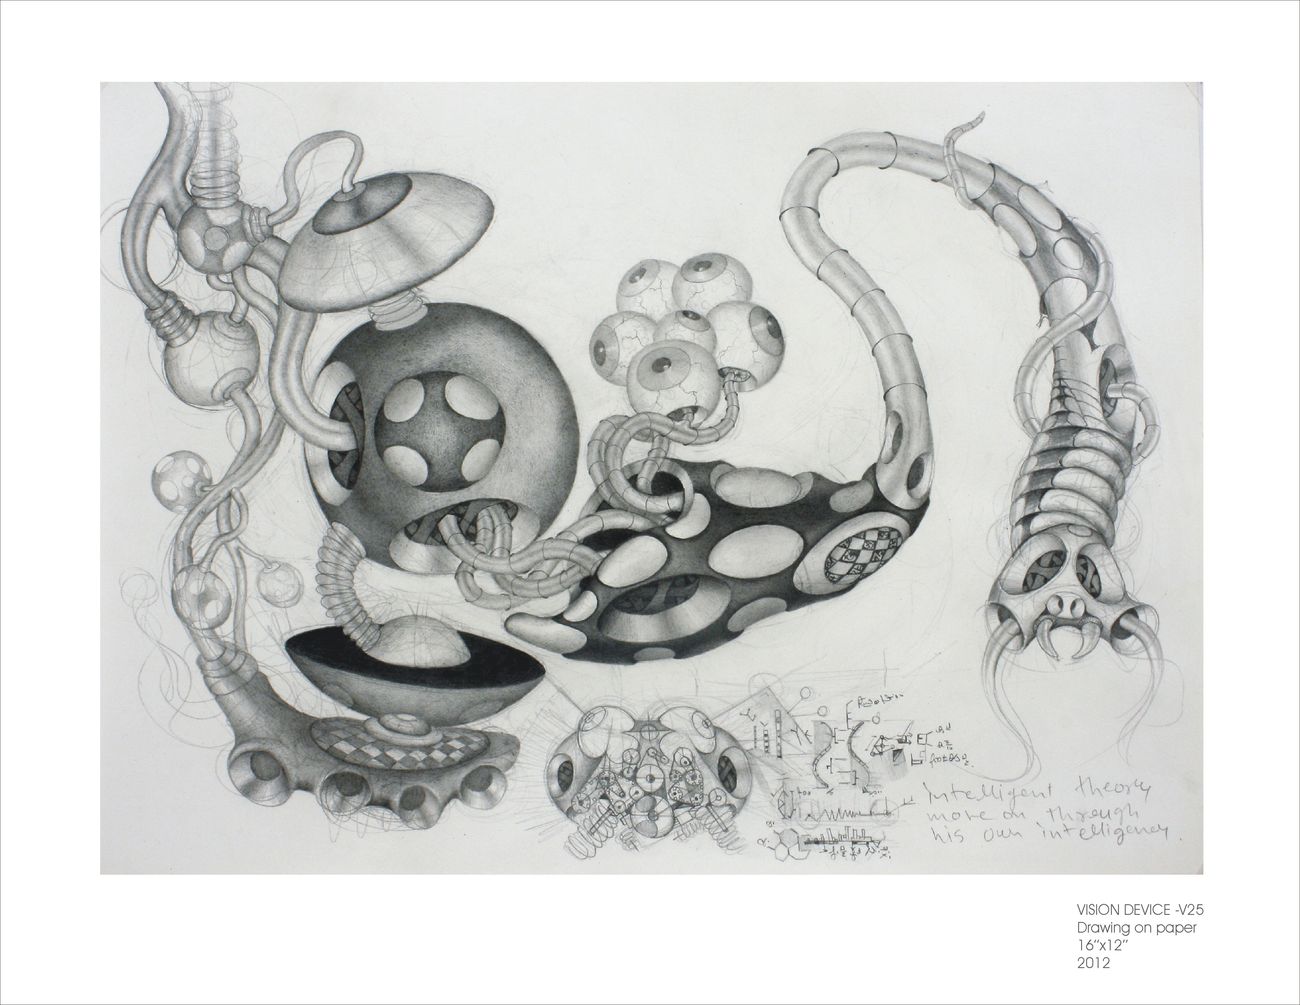 Intelligent theory
move on through
his own intelligency.
VISION DEVICE -V25
Drawing on paper
16"x12"
2012